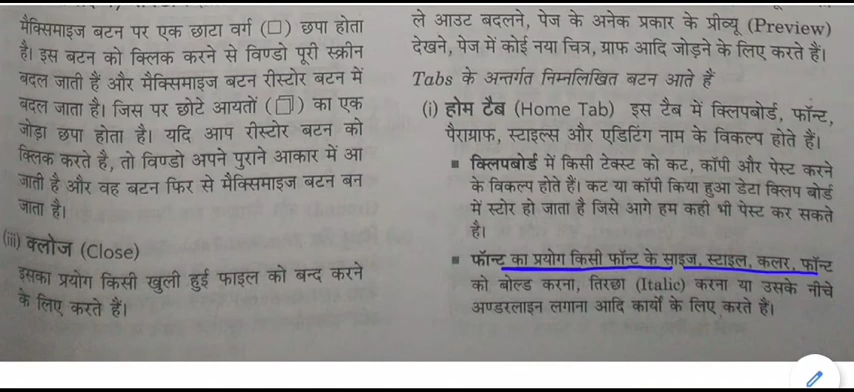 मैक्सिमाइज बटन पर एक छाटा वर्ग (□) छपा होता
है। इस बटन को क्लिक करने से विण्डो पूरी स्क्रीन
बदल जाती हैं और मैक्सिमाइज बटन रीस्टोर बटन में
बदल जाता है। जिस पर छोटे आयतों (❐) का एक
जोड़ा छपा होता है। यदि आप रीस्टोर बटन को
क्लिक करते है, तो विण्डो अपने पुराने आकार में आ
जाती है और वह बटन फिर से मैक्सिमाइज बटन बन
जाता है।
(iii) क्लोज (Close)
इसका प्रयोग किसी खुली हुई फाइल को बन्द करने
के लिए करते हैं।
ले आउट बदलने, पेज के अनेक प्रकार के प्रीव्यू (Preview)
देखने, पेज में कोई नया चित्र, ग्राफ आदि जोड़ने के लिए करते हैं।
Tabs के अन्तर्गत निम्नलिखित बटन आते हैं
(i) होम टैब (Home Tab) इस टैब में क्लिपबोर्ड, फॉन्ट,
पैराग्राफ, स्टाइल्स और एडिटिंग नाम के विकल्प होते हैं।
▪ क्लिपबोर्ड में किसी टेक्स्ट को कट, कॉपी और पेस्ट करने
के विकल्प होते हैं। कट या कॉपी किया हुआ डेटा क्लिप बोर्ड
में स्टोर हो जाता है जिसे आगे हम कही भी पेस्ट कर सकते
है।
▪ फॉन्ट का प्रयोग किसी फॉन्ट के साइज, स्टाइल, कलर, फॉन्ट
को बोल्ड करना, तिरछा (Italic) करना या उसके नीचे
अण्डरलाइन लगाना आदि कार्यो के लिए करते हैं।